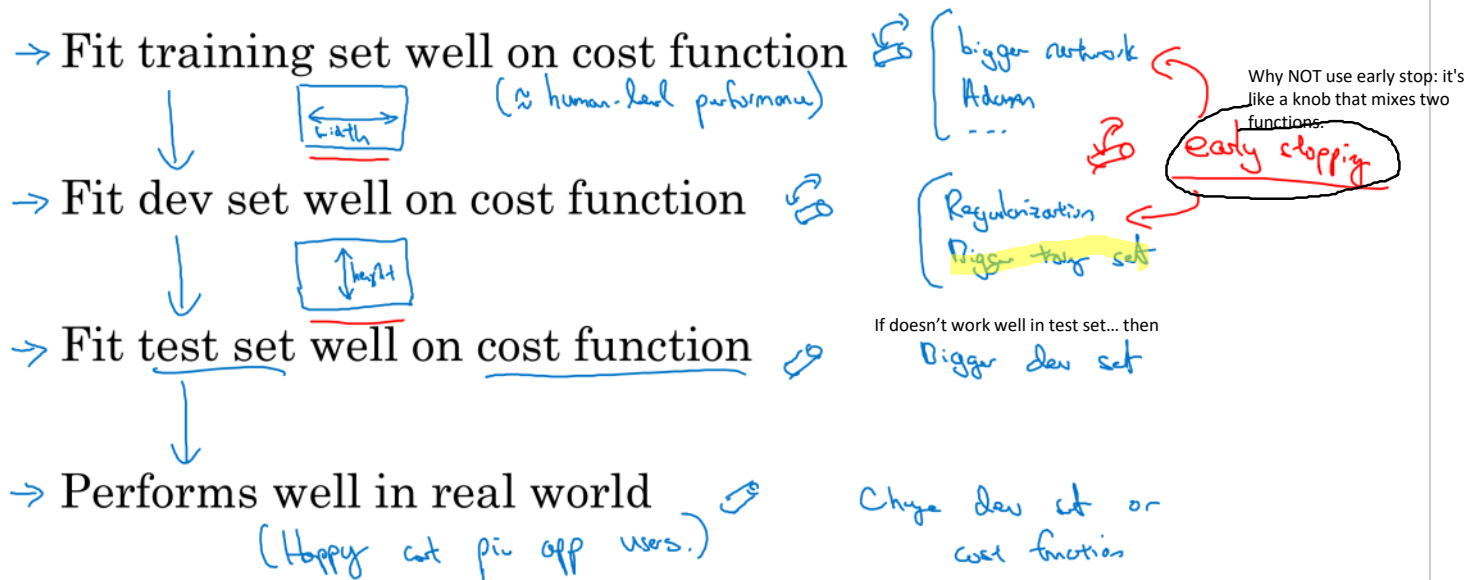 → Fit training set well on cost function
(≈ human-level performance)
bigger network
Adam
...
Why NOT use early stop: it's
like a knob that mixes two
functions.
early stopping
width
→ Fit dev set well on cost function
Regularization
Bigger training set
height
If doesn't work well in test set... then
→ Fit test set well on cost function
Bigger dev set
→ Performs well in real world
(Happy cat pic app users.)
Change dev set or
cost function